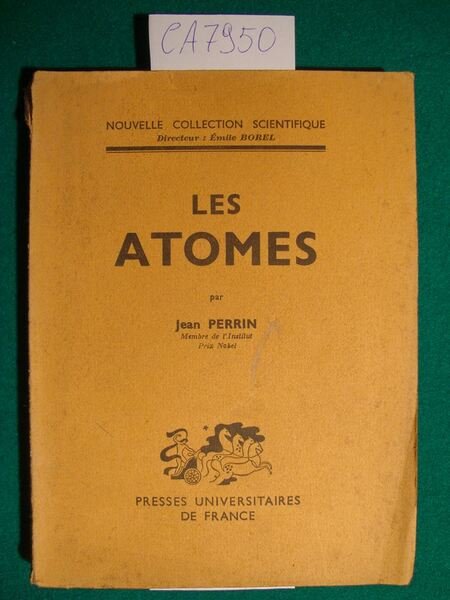 CA7950
NOUVELLE COLLECTION SCIENTIFIQUE
Directeur : Émile BOREL
LES
ATOMES
par
Jean PERRIN
Membre de l'Institut
Prix Nobel
PRESSES UNIVERSITAIRES
DE FRANCE